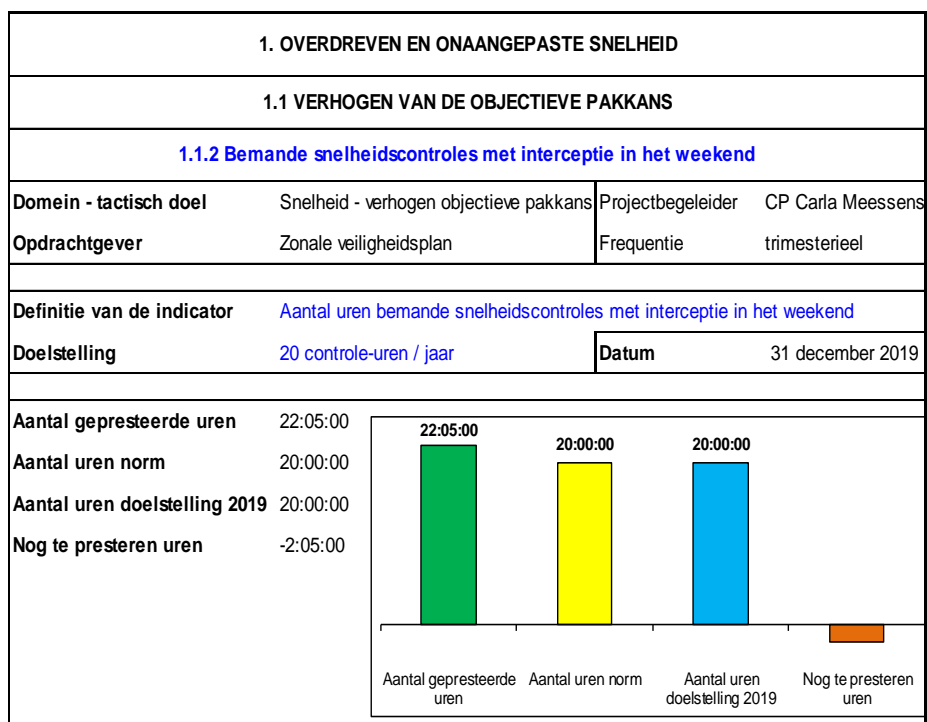 1. OVERDREVEN EN ONAANGEPASTE SNELHEID
1.1 VERHOGEN VAN DE OBJECTIEVE PAKKANS
1.1.2 Bemande snelheidscontroles met interceptie in het weekend
Domein - tactisch doel Snelheid - verhogen objectieve pakkans Projectbegeleider CP Carla Meessens
Opdrachtgever Zonale veiligheidsplan Frequentie trimesterieel
Definitie van de indicator Aantal uren bemande snelheidscontroles met interceptie in het weekend
Doelstelling 20 controle-uren / jaar Datum 31 december 2019
Aantal gepresteerde uren 22:05:00
Aantal uren norm 20:00:00
Aantal uren doelstelling 2019 20:00:00
Nog te presteren uren -2:05:00
22:05:00
20:00:00
20:00:00
Aantal gepresteerde
uren
Aantal uren norm
Aantal uren
doelstelling 2019
Nog te presteren
uren